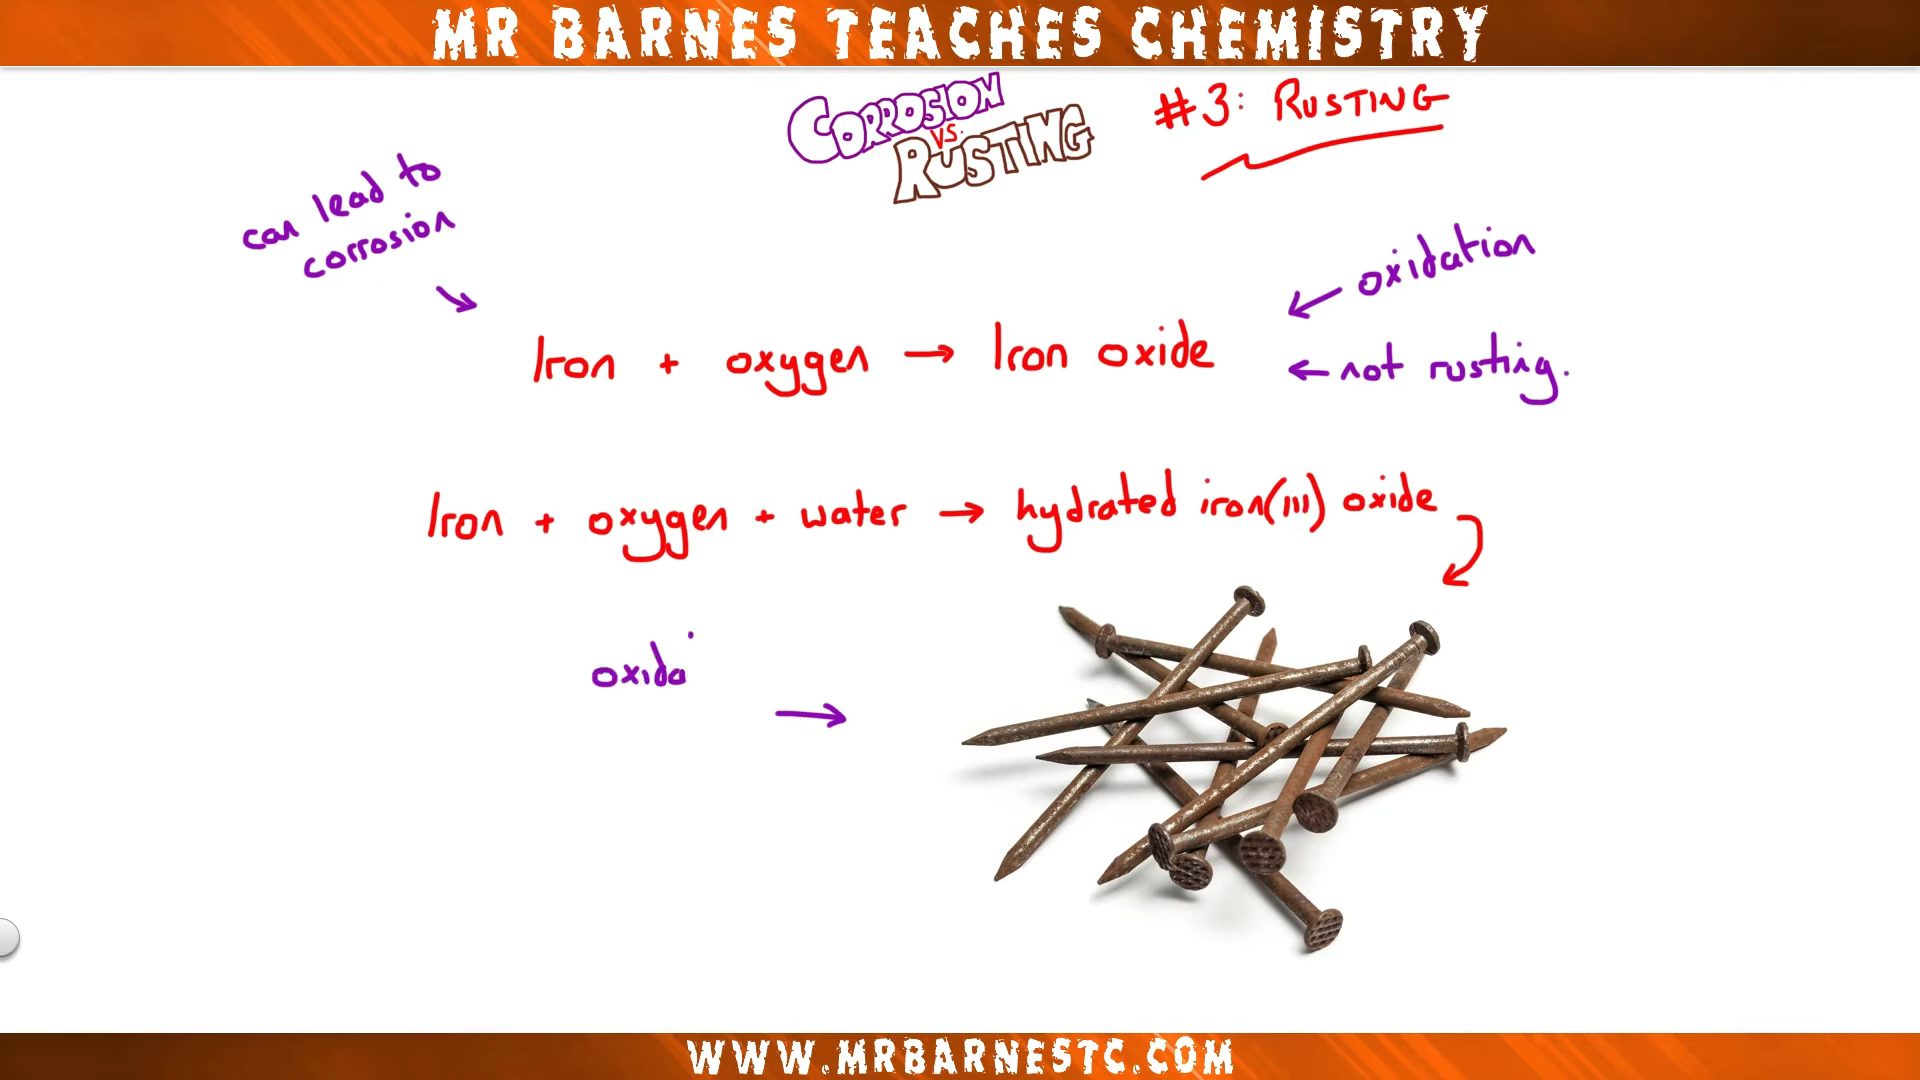 MR BARNES TEACHES CHEMISTRY
CORROSION
VS.
RUSTING
#3: RUSTING
can lead to
corrosion
oxidation
Iron + oxygen → Iron oxide
← not rusting.
Iron + oxygen + water → hydrated iron(III) oxide
oxida
WWW.MRBARNESTC.COM